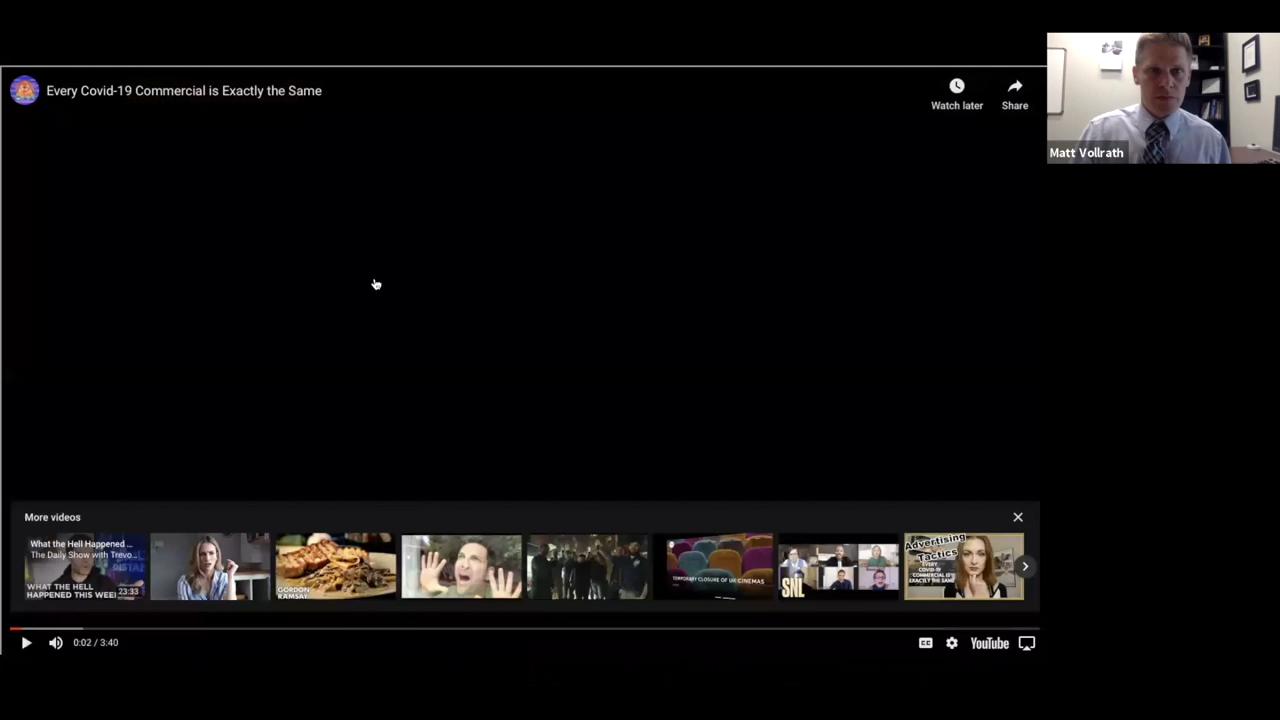 Every Covid-19 Commercial is Exactly the Same
Watch later
Share
Matt Vollrath
More videos
What the Hell Happened ...
The Daily Show with Trevo...
WHAT THE HELL
HAPPENED THIS WEE
23:33
GORDON
RAMSAY
TEMPORARY CLOSURE OF UK CINEMAS
SNL
Advertising
Tactics
EVERY
COVID-19
COMMERCIAL IS
EXACTLY THE SAME
0:02 / 3:40
CC
YouTube